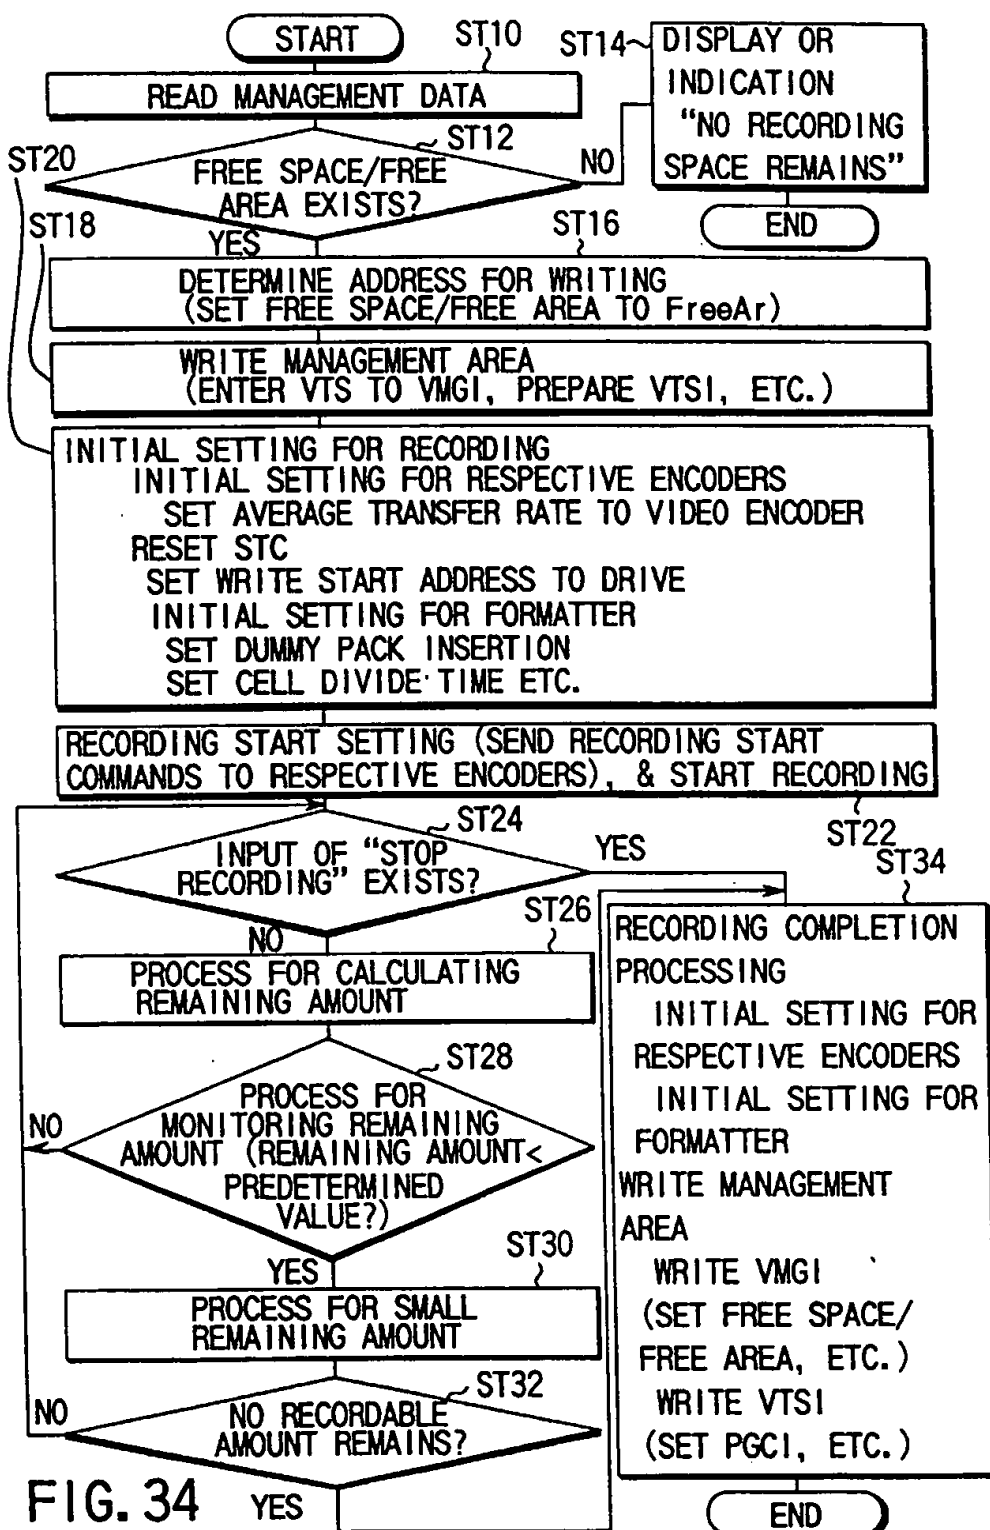 START
ST10
READ MANAGEMENT DATA
ST14
DISPLAY OR
INDICATION
"NO RECORDING
SPACE REMAINS"
END
ST12
FREE SPACE/FREE
AREA EXISTS?
NO
YES
ST20
ST18
ST16
DETERMINE ADDRESS FOR WRITING
(SET FREE SPACE/FREE AREA TO FreeAr)
WRITE MANAGEMENT AREA
(ENTER VTS TO VMGI, PREPARE VTSI, ETC.)
INITIAL SETTING FOR RECORDING
INITIAL SETTING FOR RESPECTIVE ENCODERS
SET AVERAGE TRANSFER RATE TO VIDEO ENCODER
RESET STC
SET WRITE START ADDRESS TO DRIVE
INITIAL SETTING FOR FORMATTER
SET DUMMY PACK INSERTION
SET CELL DIVIDE TIME ETC.
RECORDING START SETTING (SEND RECORDING START
COMMANDS TO RESPECTIVE ENCODERS), & START RECORDING
ST22
ST24
INPUT OF "STOP
RECORDING" EXISTS?
YES
NO
ST26
PROCESS FOR CALCULATING
REMAINING AMOUNT
ST28
PROCESS FOR
MONITORING REMAINING
AMOUNT (REMAINING AMOUNT<
PREDETERMINED
VALUE?)
NO
YES
ST30
PROCESS FOR SMALL
REMAINING AMOUNT
ST32
NO RECORDABLE
AMOUNT REMAINS?
NO
YES
ST34
RECORDING COMPLETION
PROCESSING
INITIAL SETTING FOR
RESPECTIVE ENCODERS
INITIAL SETTING FOR
FORMATTER
WRITE MANAGEMENT
AREA
WRITE VMGI
(SET FREE SPACE/
FREE AREA, ETC.)
WRITE VTSI
(SET PGCI, ETC.)
END
FIG. 34